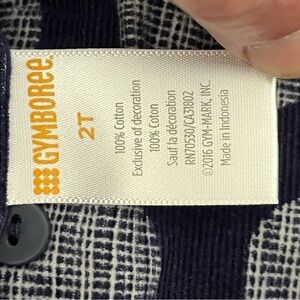 GYMBOREE
2T
100% Cotton
Exclusive of decoration
100% Coton
Sauf la décoration
RN70530/CA31802
©2016 GYM-MARK, INC.
Made in Indonesia